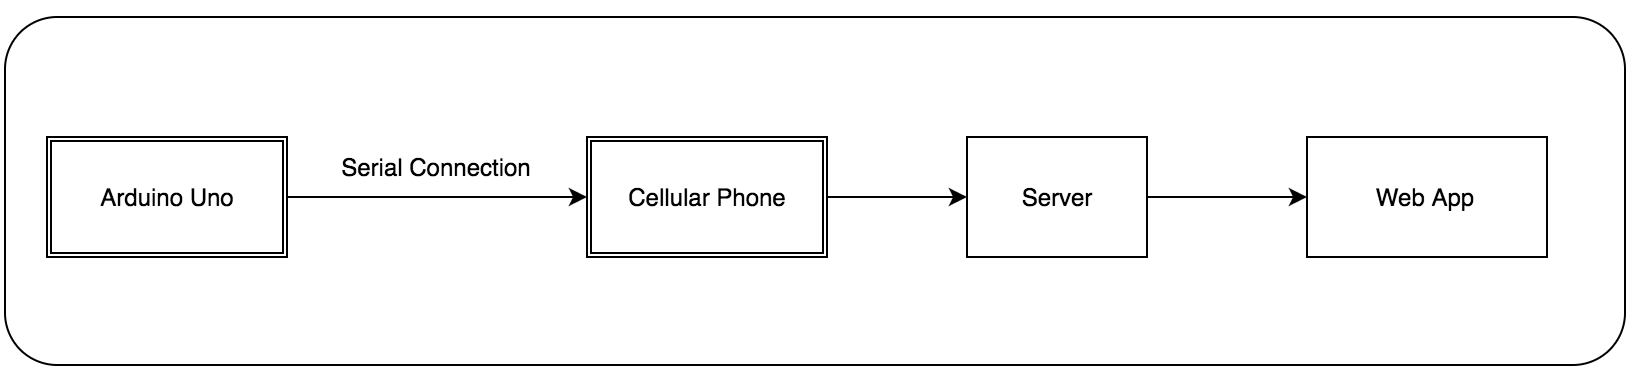 Arduino Uno
Serial Connection
Cellular Phone
Server
Web App